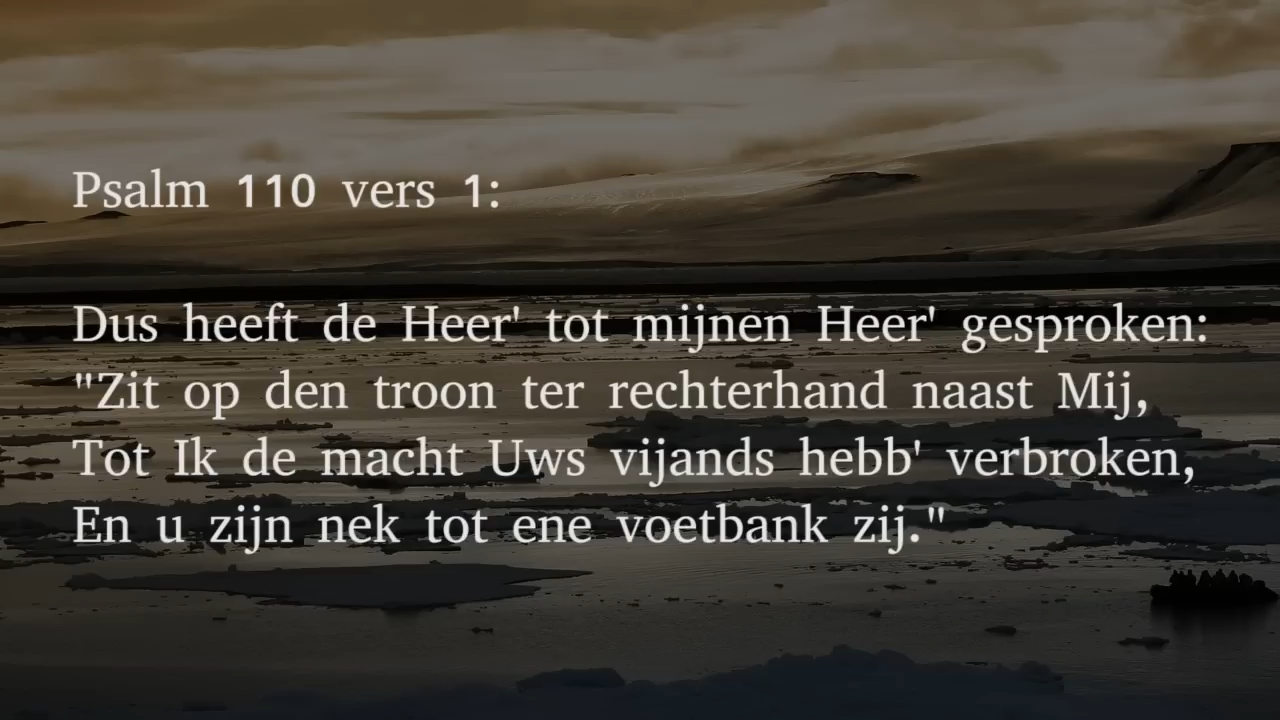 Psalm 110 vers 1:
Dus heeft de Heer' tot mijnen Heer' gesproken:
"Zit op den troon ter rechterhand naast Mij,
Tot Ik de macht Uws vijands hebb' verbroken,
En u zijn nek tot ene voetbank zij."